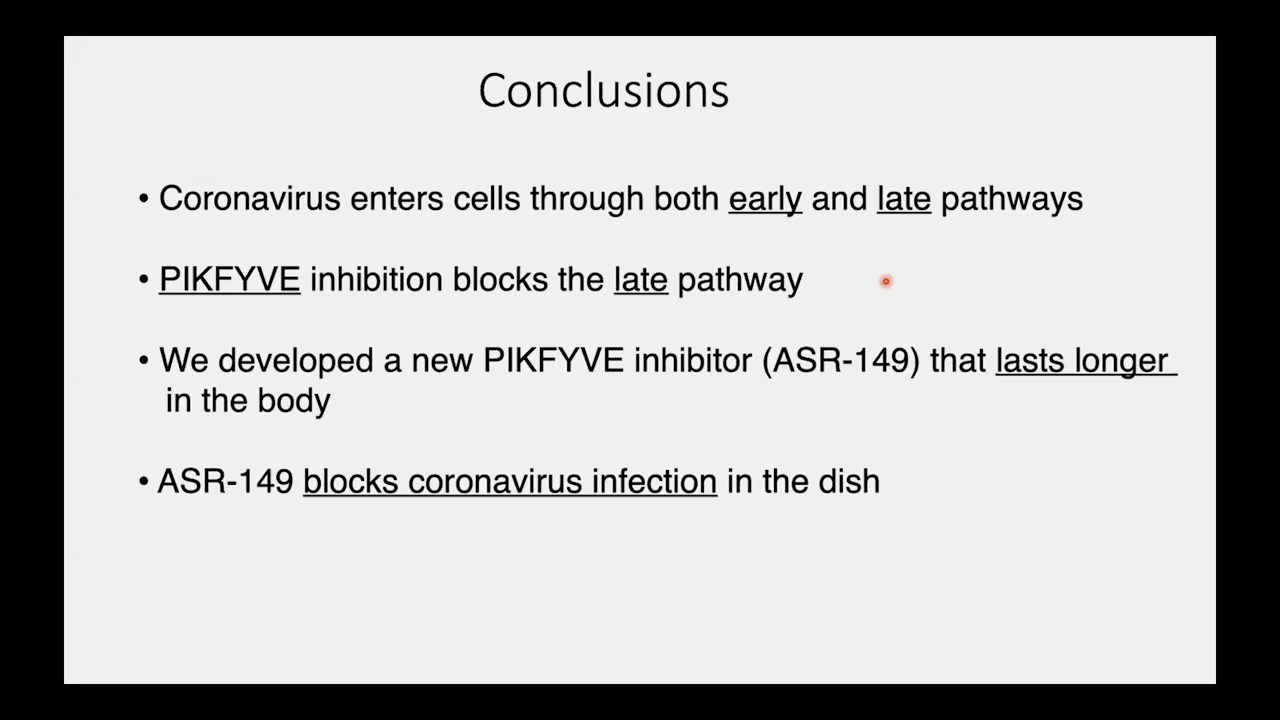 Conclusions
• Coronavirus enters cells through both early and late pathways
• PIKFYVE inhibition blocks the late pathway
• We developed a new PIKFYVE inhibitor (ASR-149) that lasts longer
in the body
• ASR-149 blocks coronavirus infection in the dish